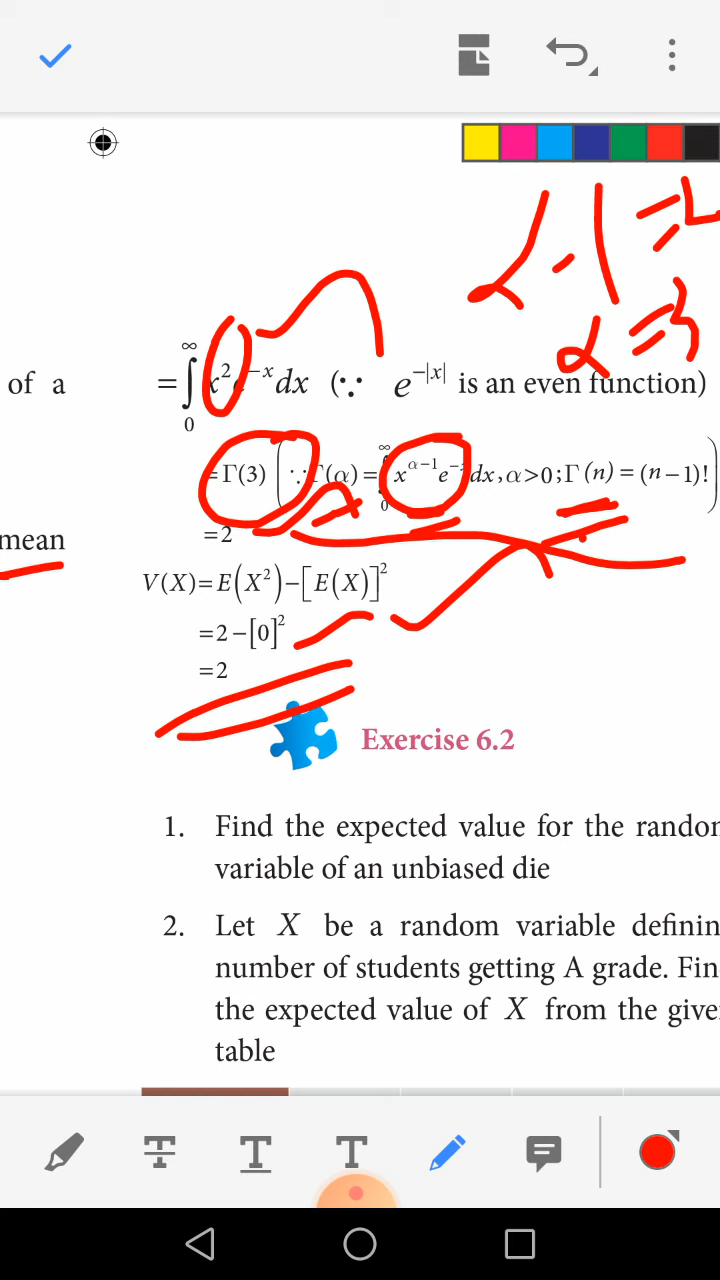 α - 1 = 2
α = 3
of a
= ∫₀^∞ x² e^{-x} dx (∵ e^{-|x|} is an even function)
= Γ(3) (∵ Γ(α) = ∫₀^∞ x^{α-1} e^{-x} dx, α > 0; Γ(n) = (n-1)!)
mean
= 2
V(X) = E(X²) - [E(X)]²
= 2 - [0]²
= 2
Exercise 6.2
1. Find the expected value for the random
variable of an unbiased die
2. Let X be a random variable definin
number of students getting A grade. Fin
the expected value of X from the give
table
T T T